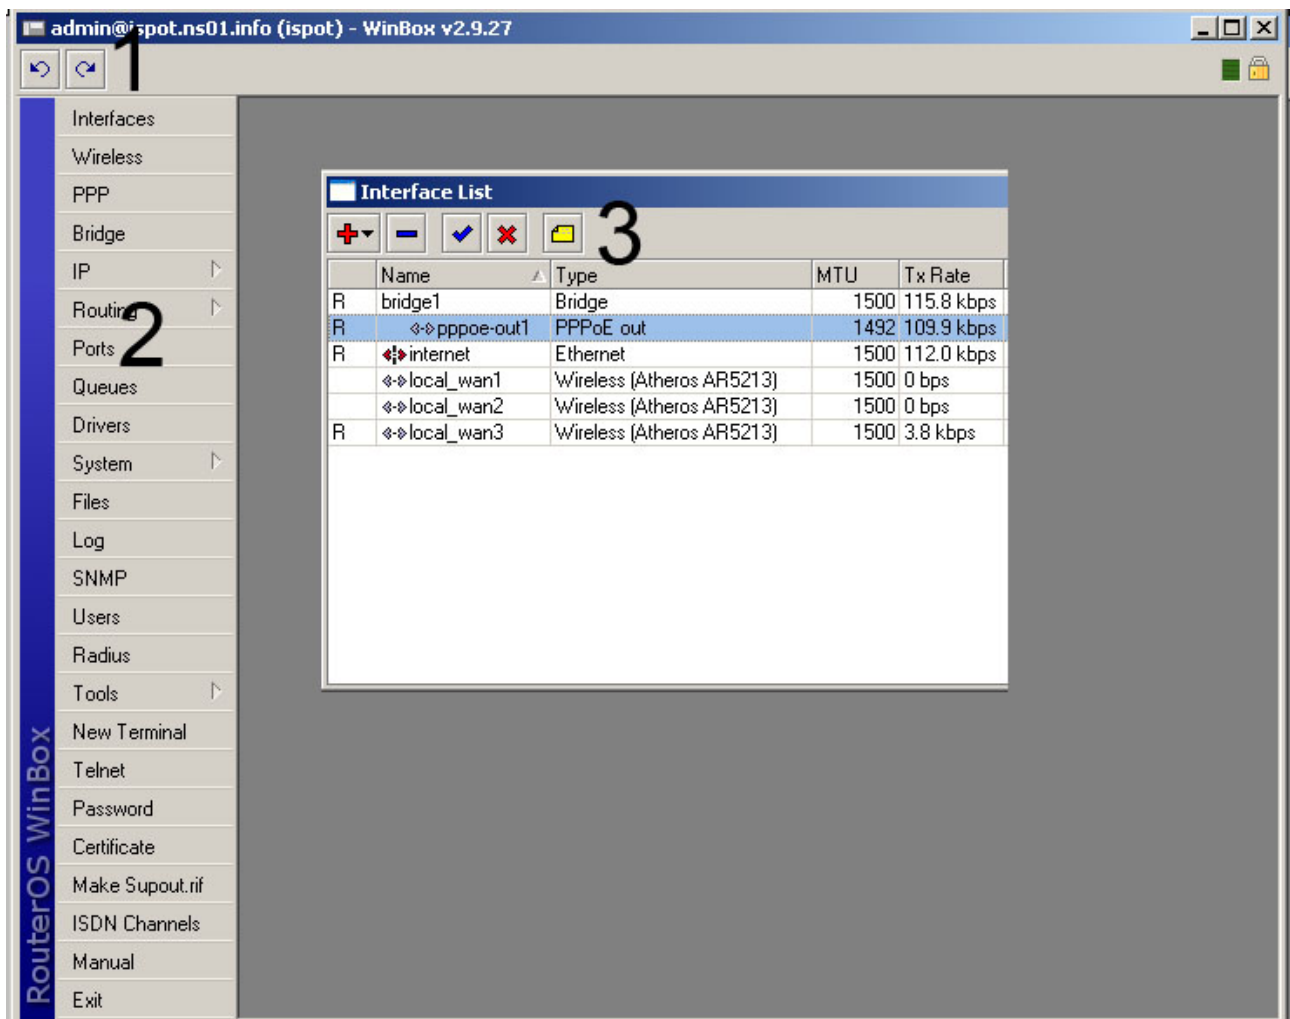 admin@ispot.ns01.info (ispot) - WinBox v2.9.27
1
Interfaces
Wireless
PPP
Bridge
IP
Routing
2
Ports
Queues
Drivers
System
Files
Log
SNMP
Users
Radius
Tools
New Terminal
Telnet
Password
Certificate
Make Supout.rif
ISDN Channels
Manual
Exit
RouterOS WinBox
Interface List
3
Name Type MTU Tx Rate
R bridge1 Bridge 1500 115.8 kbps
R pppoe-out1 PPPoE out 1492 109.9 kbps
R internet Ethernet 1500 112.0 kbps
local_wan1 Wireless (Atheros AR5213) 1500 0 bps
local_wan2 Wireless (Atheros AR5213) 1500 0 bps
R local_wan3 Wireless (Atheros AR5213) 1500 3.8 kbps